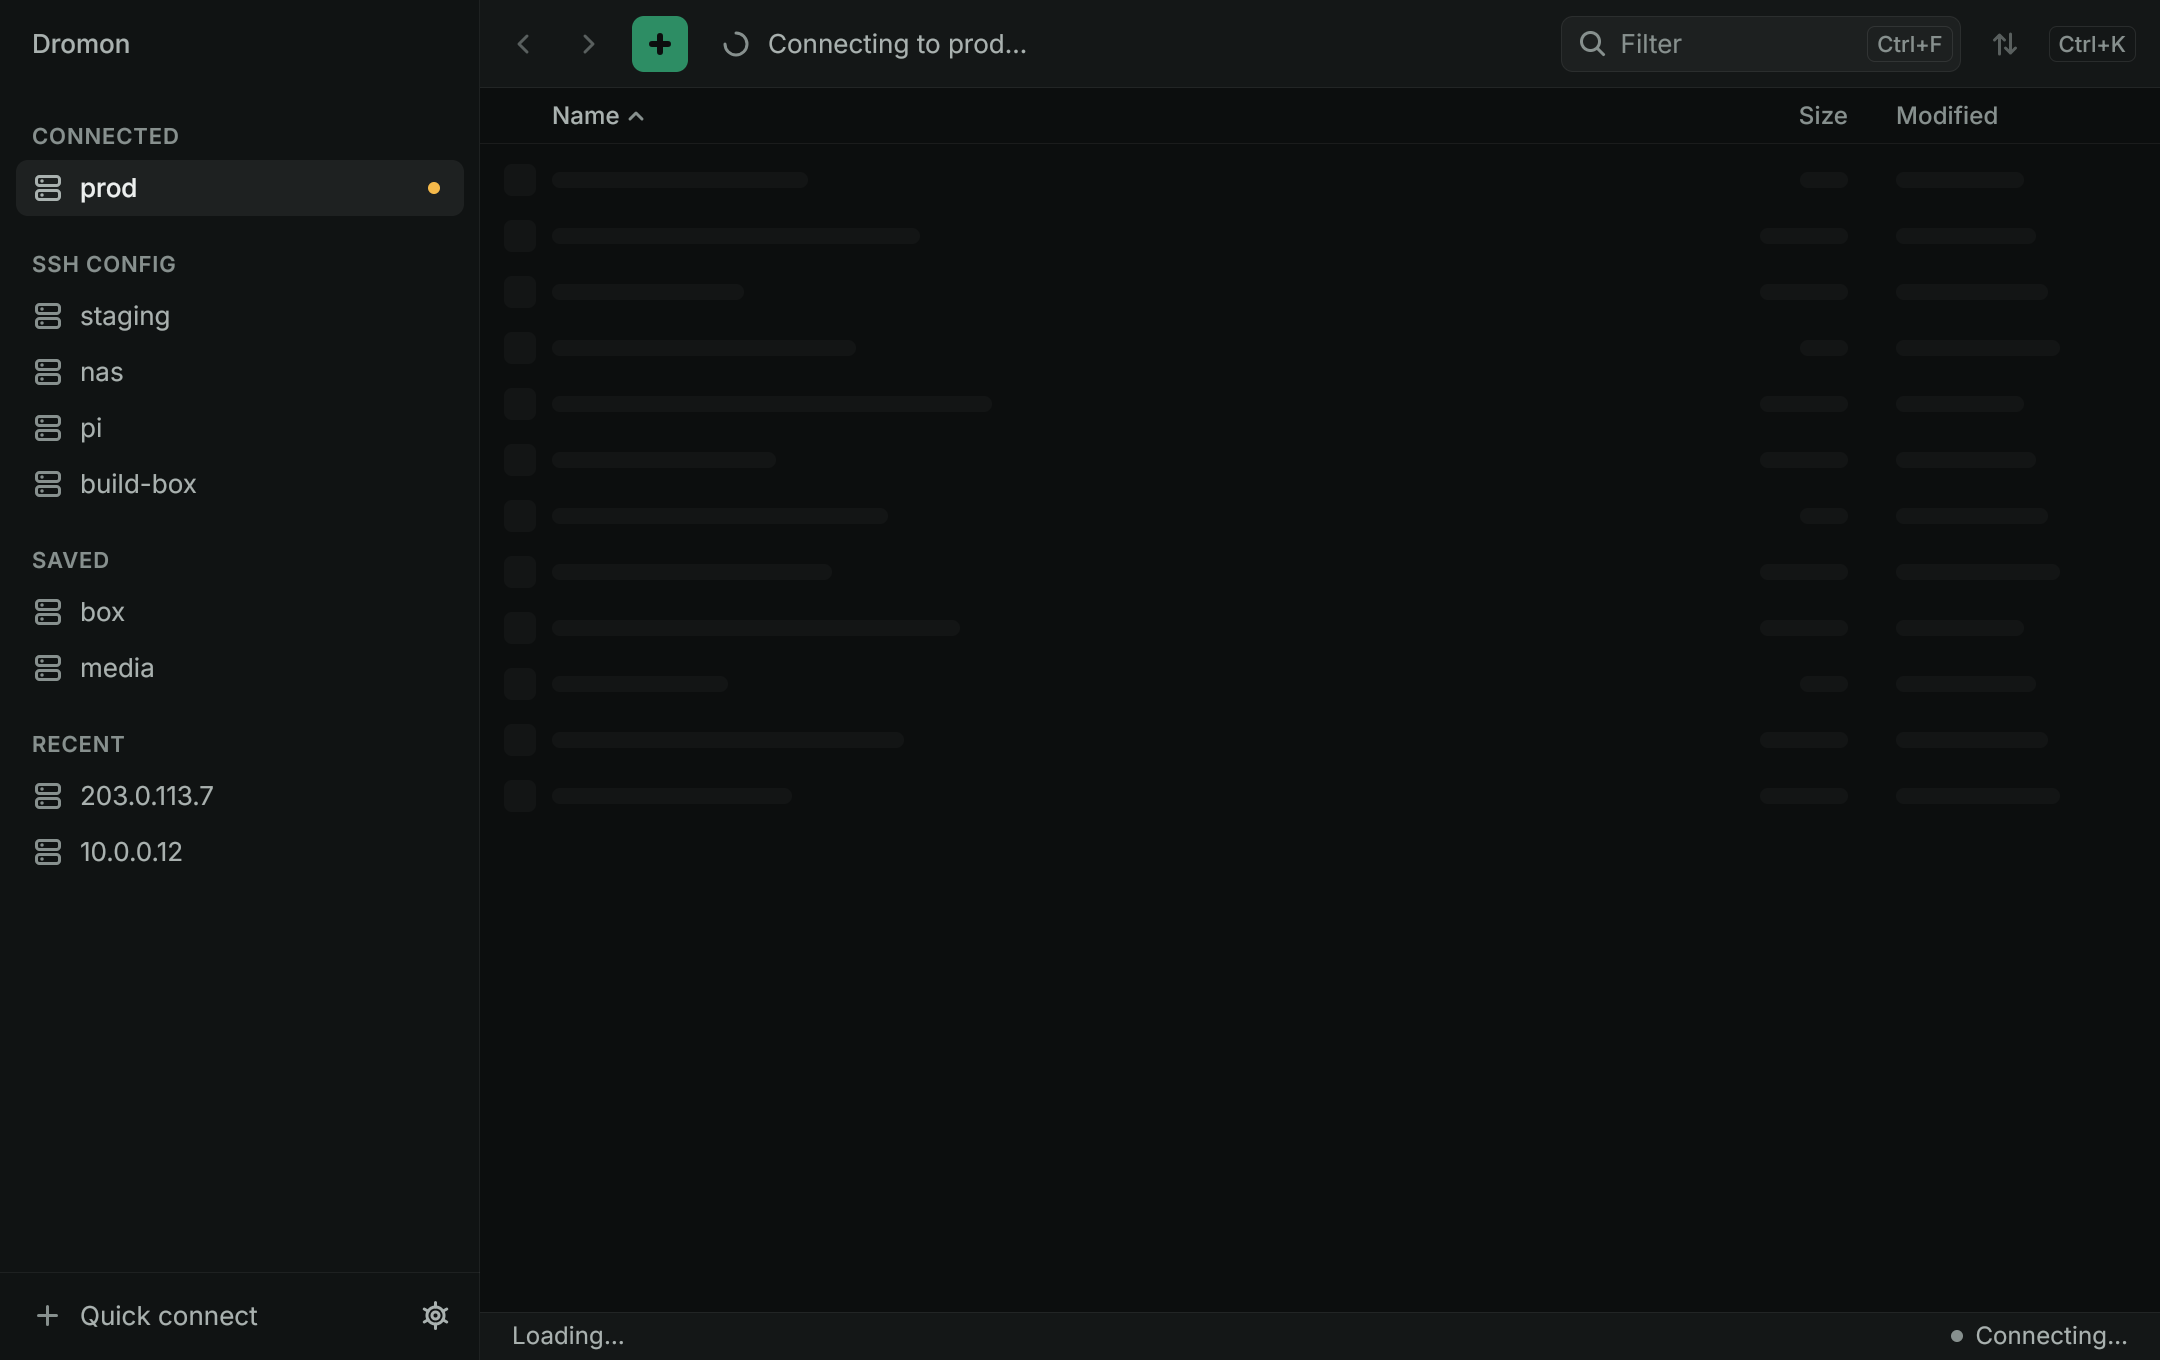 Dromon
CONNECTED
prod
SSH CONFIG
staging
nas
pi
build-box
SAVED
box
media
RECENT
203.0.113.7
10.0.0.12
Quick connect
Connecting to prod...
Filter
Ctrl+F
Ctrl+K
Name
Size
Modified
Loading...
Connecting...